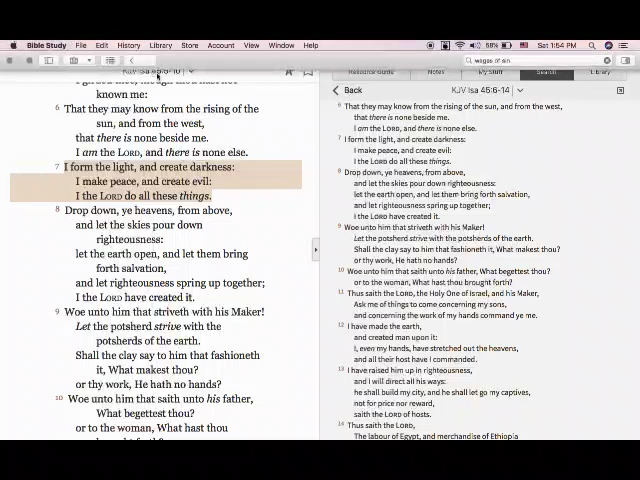 Bible Study File Edit History Library Store Account View Window Help 58% Sat 1:54 PM
wages of sin
KJV Isa 45:6-10
Resource Guide Notes My Stuff Search Library
Back KJV Isa 45:6-14
known me:
6 That they may know from the rising of the
sun, and from the west,
that there is none beside me.
I am the LORD, and there is none else.
7 I form the light, and create darkness:
I make peace, and create evil:
I the LORD do all these things.
8 Drop down, ye heavens, from above,
and let the skies pour down
righteousness:
let the earth open, and let them bring
forth salvation,
and let righteousness spring up together;
I the LORD have created it.
9 Woe unto him that striveth with his Maker!
Let the potsherd strive with the
potsherds of the earth.
Shall the clay say to him that fashioneth
it, What makest thou?
or thy work, He hath no hands?
10 Woe unto him that saith unto his father,
What begettest thou?
or to the woman, What hast thou
6 That they may know from the rising of the sun, and from the west,
that there is none beside me.
I am the LORD, and there is none else.
7 I form the light, and create darkness:
I make peace, and create evil:
I the LORD do all these things.
8 Drop down, ye heavens, from above,
and let the skies pour down righteousness:
let the earth open, and let them bring forth salvation,
and let righteousness spring up together;
I the LORD have created it.
9 Woe unto him that striveth with his Maker!
Let the potsherd strive with the potsherds of the earth.
Shall the clay say to him that fashioneth it, What makest thou?
or thy work, He hath no hands?
10 Woe unto him that saith unto his father, What begettest thou?
or to the woman, What hast thou brought forth?
11 Thus saith the LORD, the Holy One of Israel, and his Maker,
Ask me of things to come concerning my sons,
and concerning the work of my hands command ye me.
12 I have made the earth,
and created man upon it:
I, even my hands, have stretched out the heavens,
and all their host have I commanded.
13 I have raised him up in righteousness,
and I will direct all his ways:
he shall build my city, and he shall let go my captives,
not for price nor reward,
saith the LORD of hosts.
14 Thus saith the LORD,
The labour of Egypt, and merchandise of Ethiopia